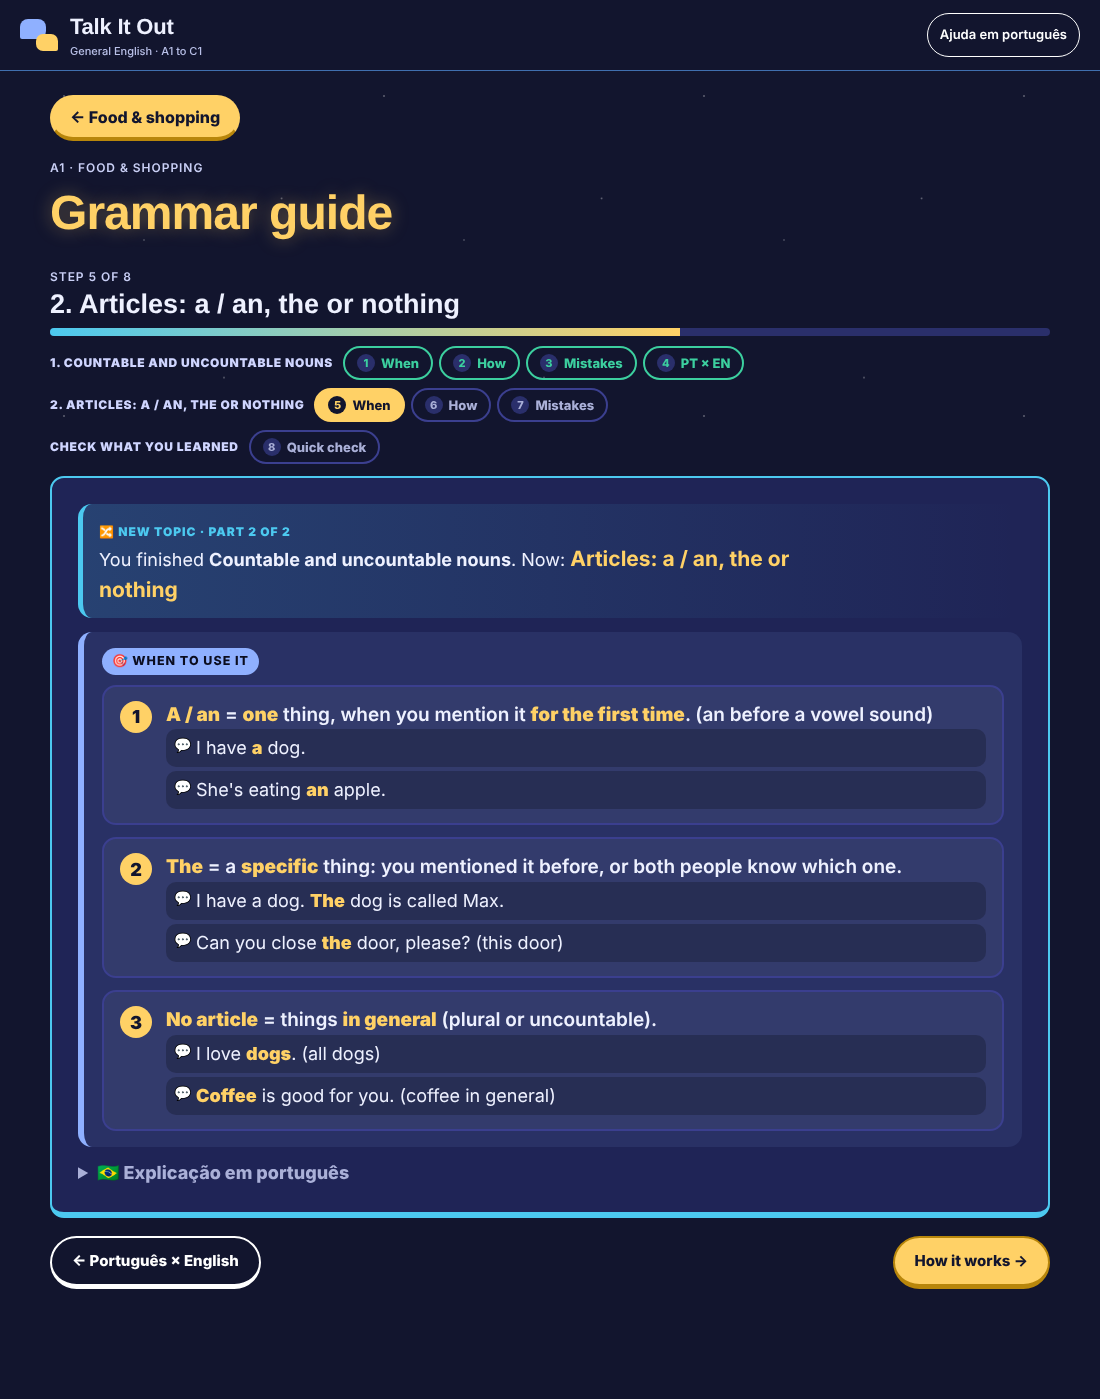 Talk It Out
General English · A1 to C1
Ajuda em português
← Food & shopping
A1 · FOOD & SHOPPING
Grammar guide
STEP 5 OF 8
2. Articles: a / an, the or nothing
1. COUNTABLE AND UNCOUNTABLE NOUNS 1 When 2 How 3 Mistakes 4 PT × EN
2. ARTICLES: A / AN, THE OR NOTHING 5 When 6 How 7 Mistakes
CHECK WHAT YOU LEARNED 8 Quick check
🔀 NEW TOPIC · PART 2 OF 2
You finished Countable and uncountable nouns. Now: Articles: a / an, the or
nothing
🎯 WHEN TO USE IT
1 A / an = one thing, when you mention it for the first time. (an before a vowel sound)
💬 I have a dog.
💬 She's eating an apple.
2 The = a specific thing: you mentioned it before, or both people know which one.
💬 I have a dog. The dog is called Max.
💬 Can you close the door, please? (this door)
3 No article = things in general (plural or uncountable).
💬 I love dogs. (all dogs)
💬 Coffee is good for you. (coffee in general)
▶ 🇧🇷 Explicação em português
← Português × English
How it works →